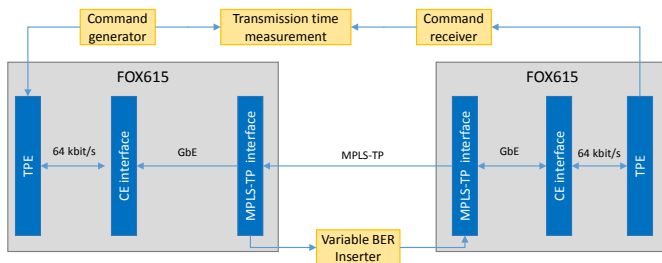 Command
generator
Transmission time
measurement
Command
receiver
FOX615
FOX615
TPE
64 kbit/s
CE interface
GbE
MPLS-TP interface
MPLS-TP
MPLS-TP interface
GbE
CE interface
64 kbit/s
TPE
Variable BER
Inserter